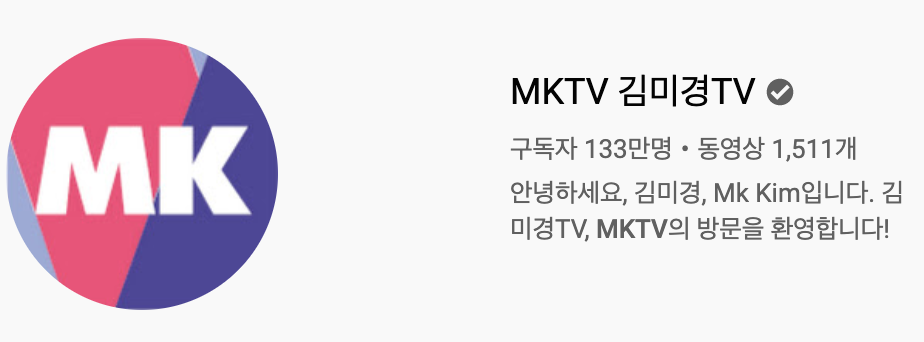 MK
MKTV 김미경TV
구독자 133만명 • 동영상 1,511개
안녕하세요, 김미경, Mk Kim입니다. 김
미경TV, MKTV의 방문을 환영합니다!